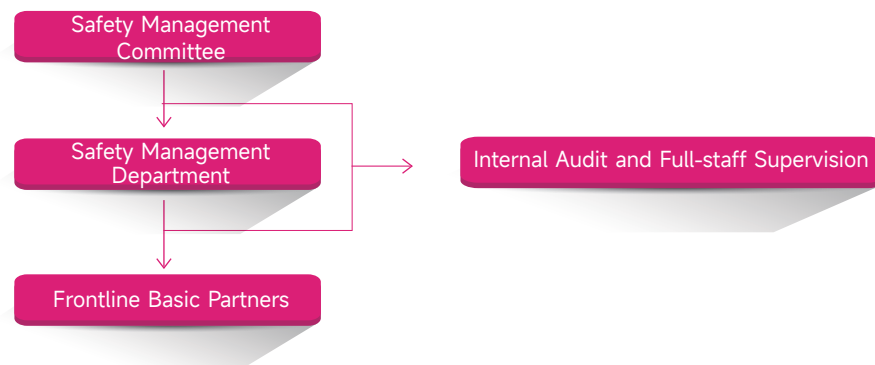 Safety Management
Committee
Safety Management
Department
Internal Audit and Full-staff Supervision
Frontline Basic Partners